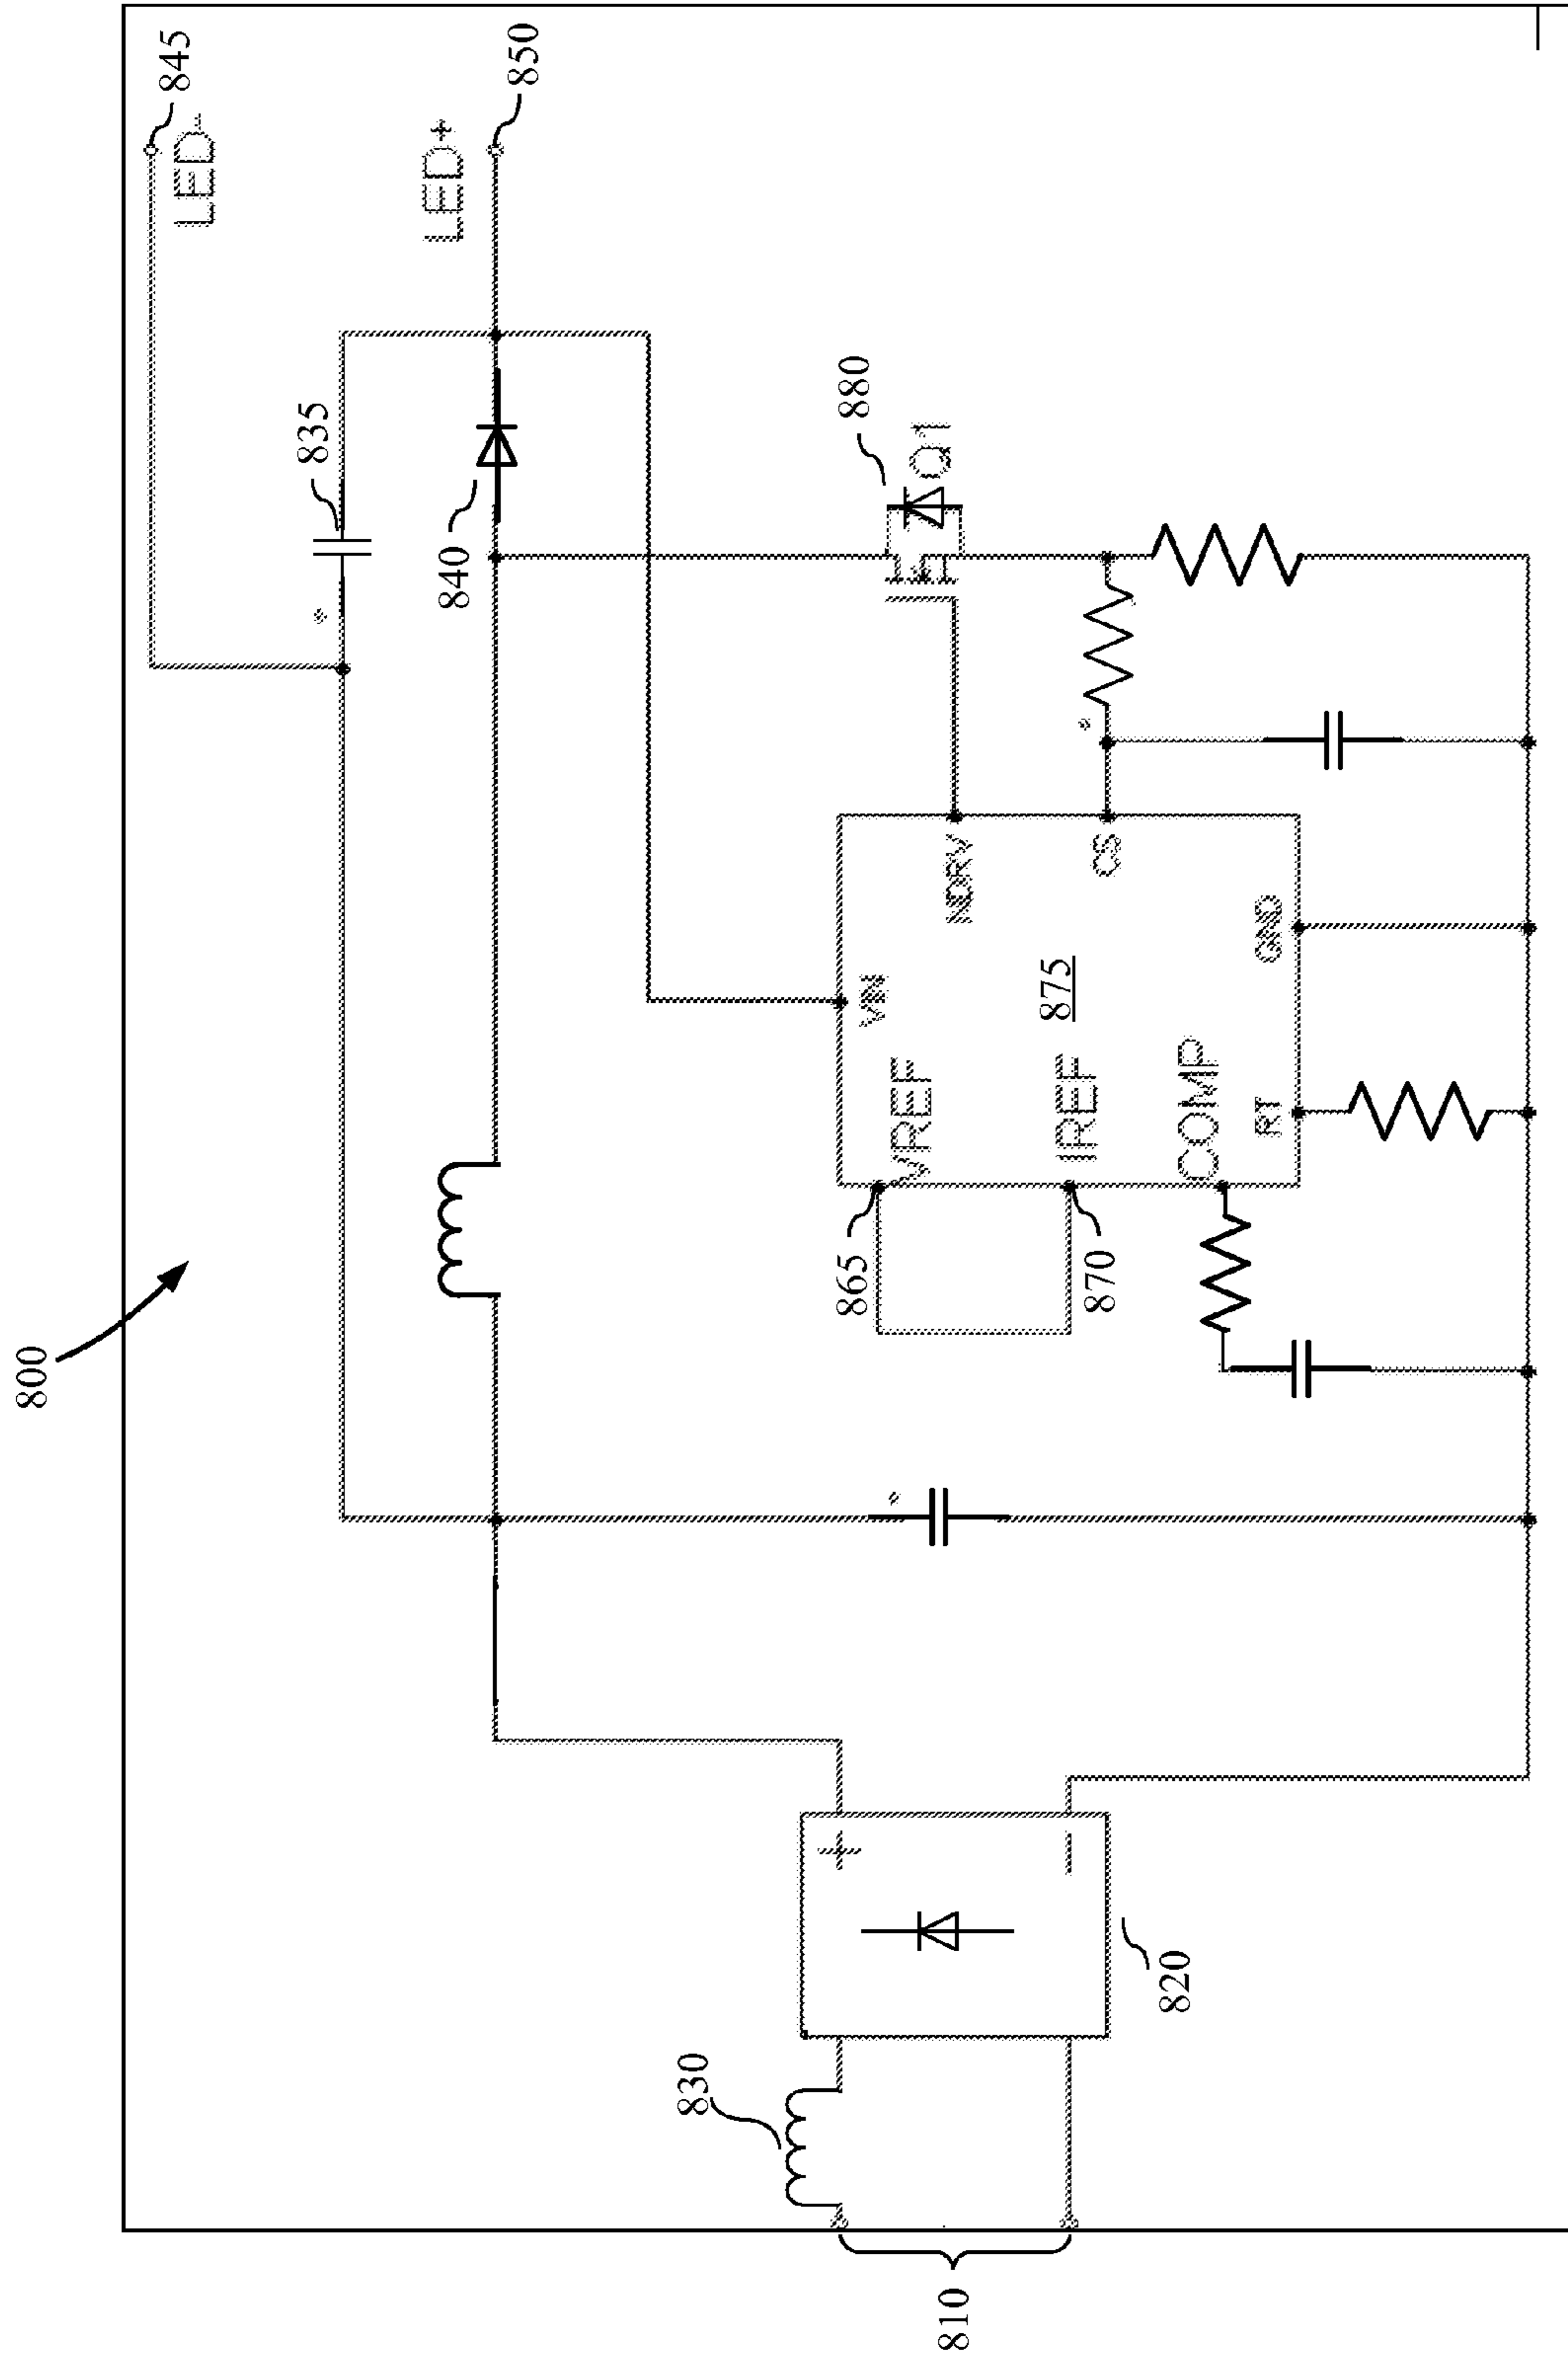 800
845
LED-
850
LED+
835
840
880
Q1
VIN
NDRV
CS
GND
875
VREF
IREF
COMP
RT
865
870
+
−
820
830
810